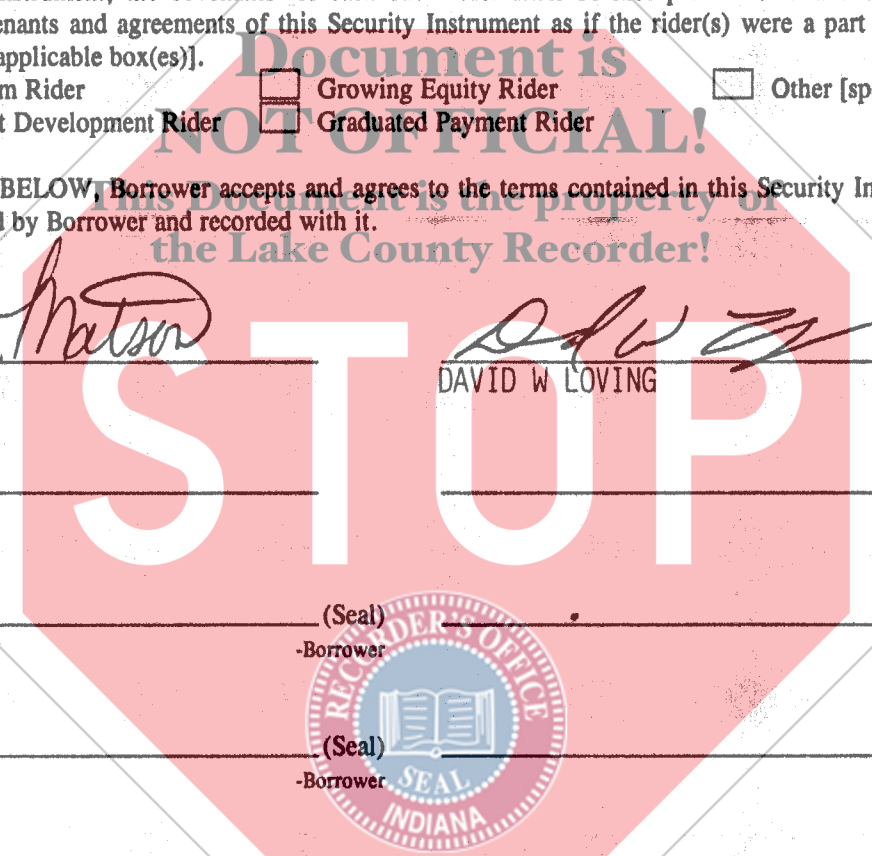 enants and agreements of this Security Instrument as if the rider(s) were a part
applicable box(es)].
Document is
m Rider Growing Equity Rider Other [sp
t Development Rider Graduated Payment Rider
NOT OFFICIAL!
BELOW, Borrower accepts and agrees to the terms contained in this Security In
This Document is the property of
l by Borrower and recorded with it.
the Lake County Recorder!
Matson
DAVID W LOVING
STOP
(Seal)
-Borrower
(Seal)
-Borrower
RECORDER'S OFFICE
SEAL
INDIANA